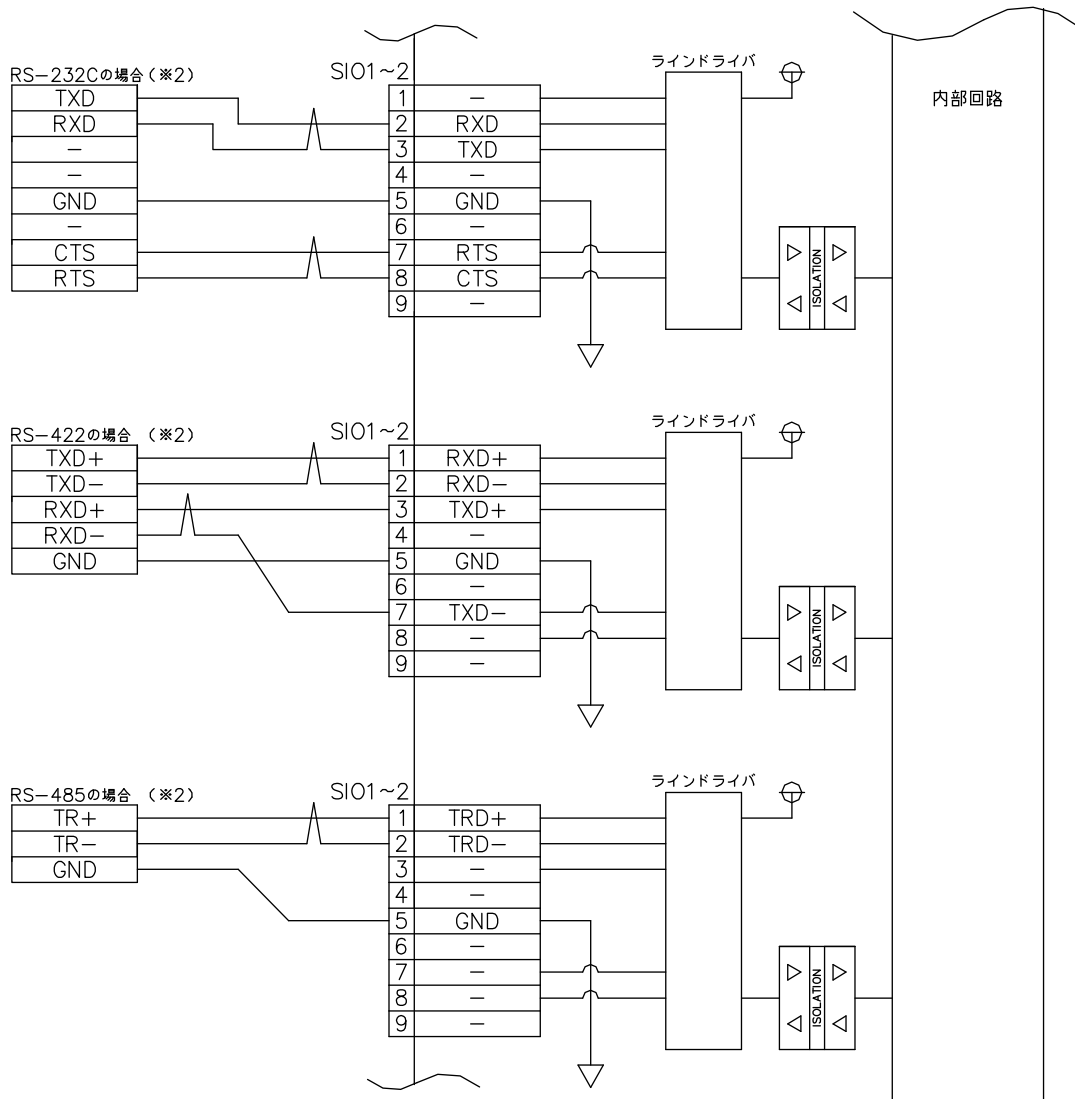 内部回路
RS-232Cの場合(※2)
SIO1~2
ラインドライバ
TXD 1 -
RXD 2 RXD
- 3 TXD
- 4 -
GND 5 GND
- 6 -
CTS 7 RTS
RTS 8 CTS
9 -
ISOLATION
RS-422の場合 (※2)
SIO1~2
ラインドライバ
TXD+ 1 RXD+
TXD- 2 RXD-
RXD+ 3 TXD+
RXD- 4 -
GND 5 GND
6 -
7 TXD-
8 -
9 -
ISOLATION
RS-485の場合 (※2)
SIO1~2
ラインドライバ
TR+ 1 TRD+
TR- 2 TRD-
GND 3 -
4 -
5 GND
6 -
7 -
8 -
9 -
ISOLATION